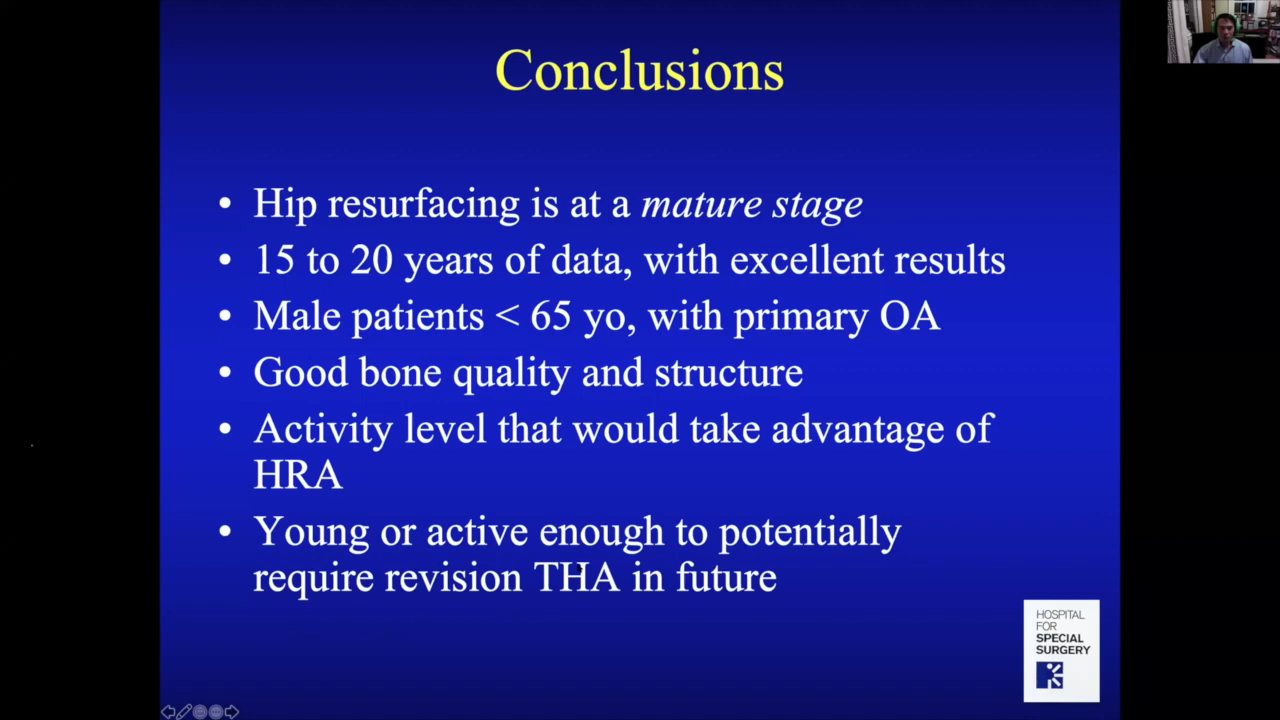 Conclusions
• Hip resurfacing is at a mature stage
• 15 to 20 years of data, with excellent results
• Male patients < 65 yo, with primary OA
• Good bone quality and structure
• Activity level that would take advantage of
HRA
• Young or active enough to potentially
require revision THA in future
HOSPITAL
FOR
SPECIAL
SURGERY